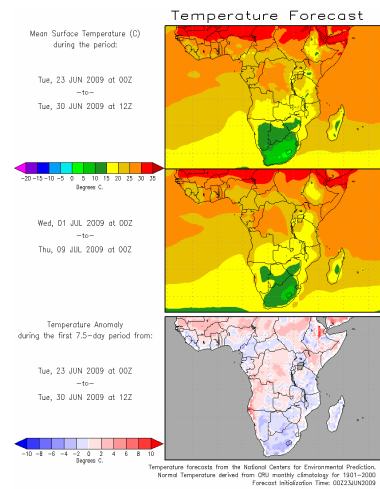 Temperature Forecast
Mean Surface Temperature (C)
during the period:
Tue, 23 JUN 2009 at 00Z
-to-
Tue, 30 JUN 2009 at 12Z
-20 -15 -10 -5 0 5 10 15 20 25 30 35
Degrees C.
Wed, 01 JUL 2009 at 00Z
-to-
Thu, 09 JUL 2009 at 00Z
Temperature Anomaly
during the first 7.5-day period from:
Tue, 23 JUN 2009 at 00Z
-to-
Tue, 30 JUN 2009 at 12Z
-10 -8 -6 -4 -2 0 2 4 6 8 10
Degrees C.
Temperature forecasts from the National Centers for Environmental Prediction.
Normal Temperature derived from CRU monthly climatology for 1901-2000
Forecast Initialization Time: 00Z23JUN2009